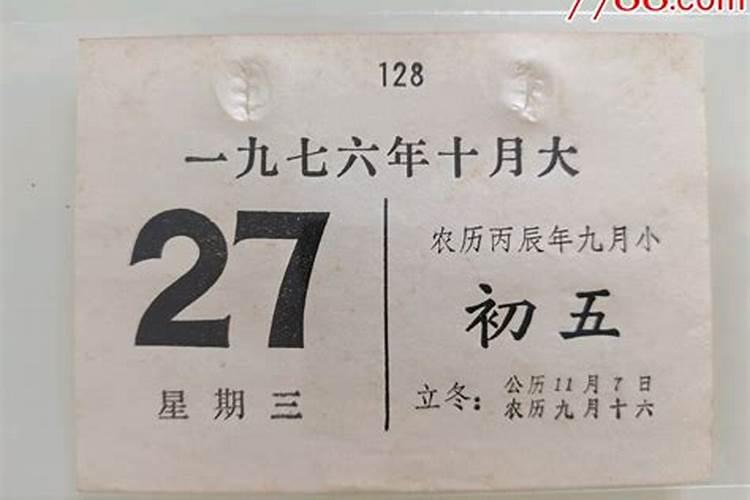 7788.com
128
一九七六年十月大
27
星期三
农历丙辰年九月小
初五
立冬：公历11月7日
农历九月十六